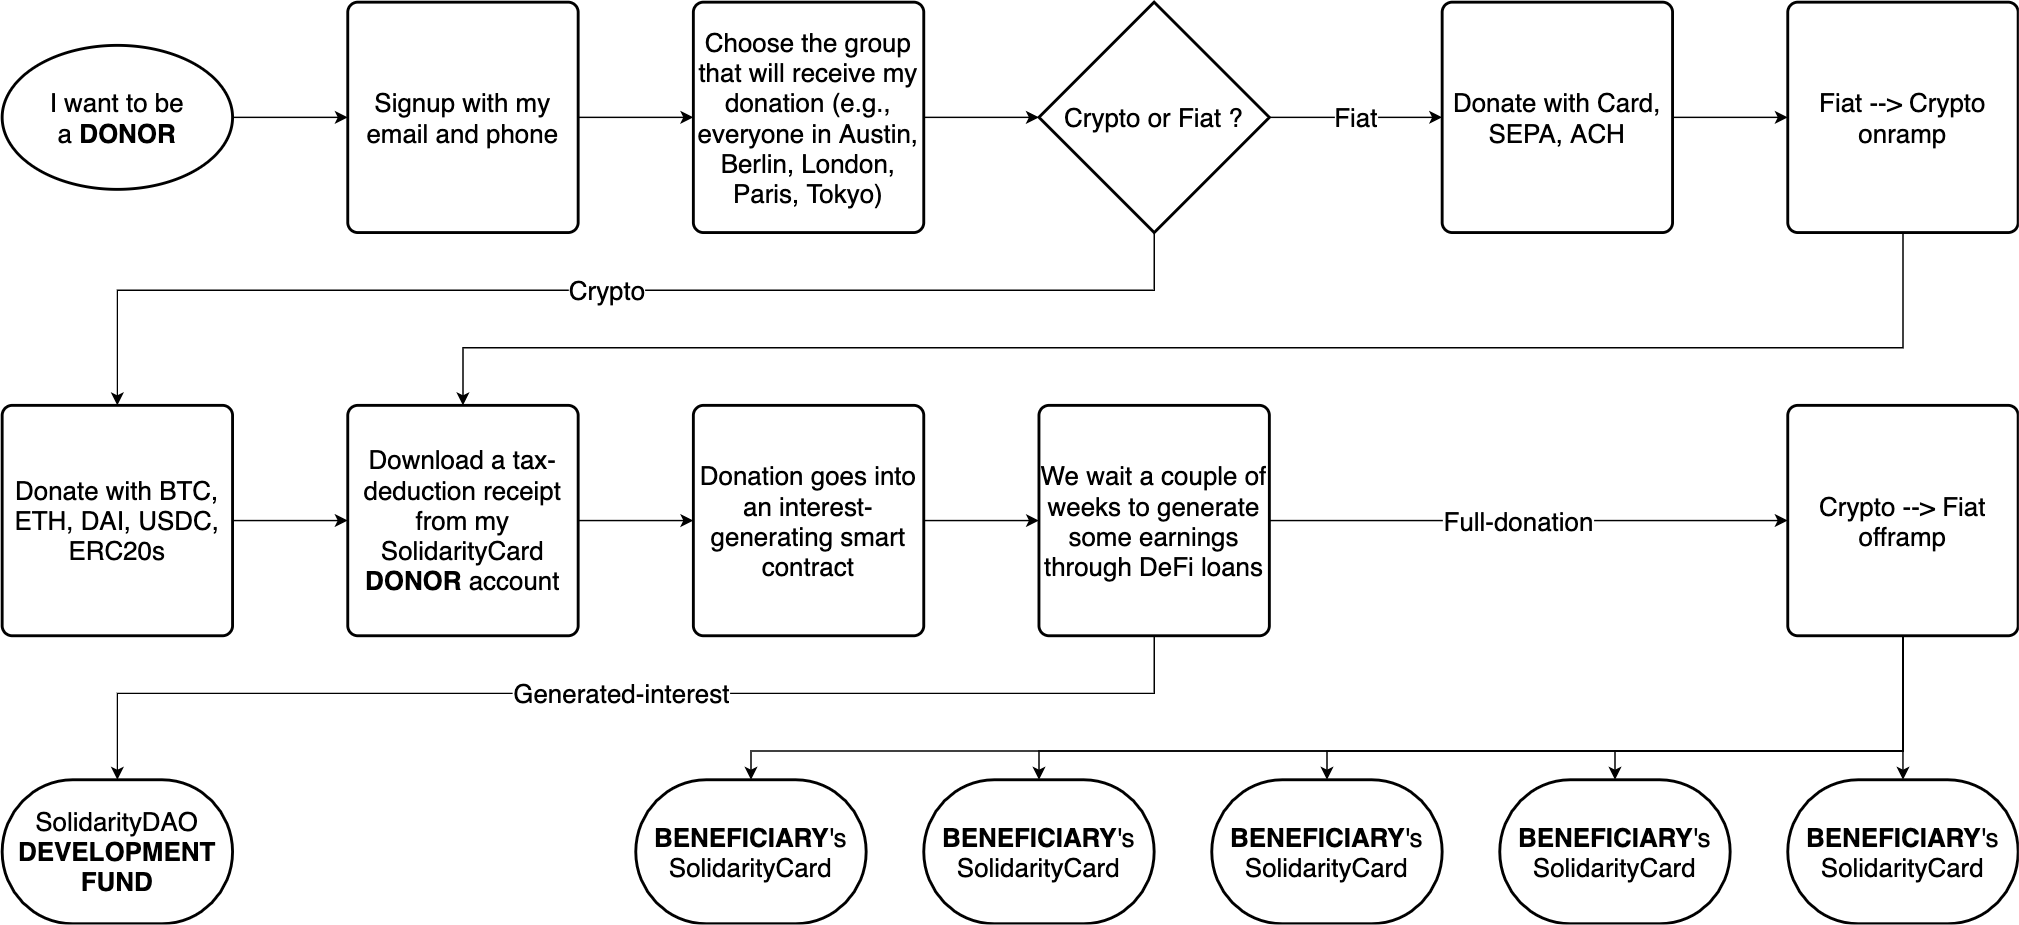 I want to be
a DONOR
Signup with my
email and phone
Choose the group
that will receive my
donation (e.g.,
everyone in Austin,
Berlin, London,
Paris, Tokyo)
Crypto or Fiat ?
Fiat
Donate with Card,
SEPA, ACH
Fiat --> Crypto
onramp
Crypto
Donate with BTC,
ETH, DAI, USDC,
ERC20s
Download a tax-
deduction receipt
from my
SolidarityCard
DONOR account
Donation goes into
an interest-
generating smart
contract
We wait a couple of
weeks to generate
some earnings
through DeFi loans
Full-donation
Crypto --> Fiat
offramp
Generated-interest
SolidarityDAO
DEVELOPMENT
FUND
BENEFICIARY's
SolidarityCard
BENEFICIARY's
SolidarityCard
BENEFICIARY's
SolidarityCard
BENEFICIARY's
SolidarityCard
BENEFICIARY's
SolidarityCard